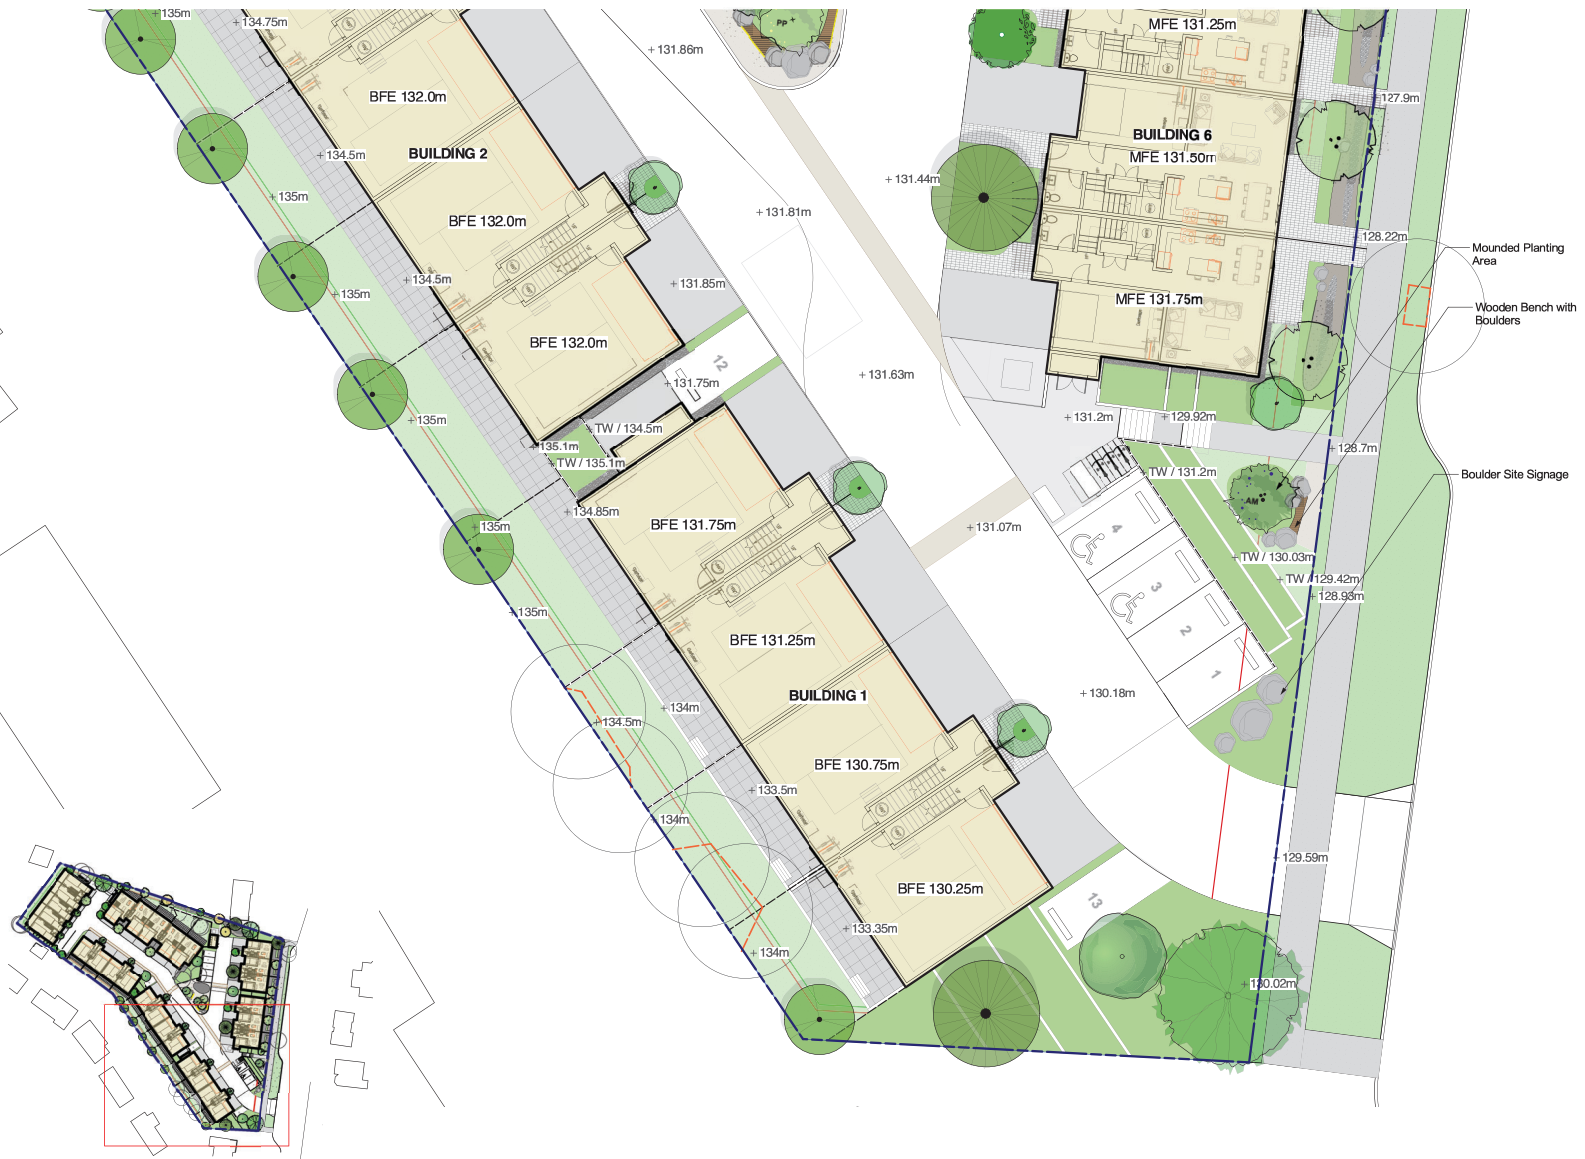 +135m
+134.75m
PP
+131.86m
MFE 131.25m
BFE 132.0m
+127.9m
BUILDING 6
BUILDING 2
+134.5m
MFE 131.50m
+131.44m
+135m
+131.81m
BFE 132.0m
+128.22m
Mounded Planting
Area
+134.5m
+131.85m
+135m
MFE 131.75m
Wooden Bench with
Boulders
BFE 132.0m
12
+131.75m
+131.63m
+135m
+131.2m
+129.92m
TW / 134.5m
+135.1m
+128.7m
+TW / 135.1m
+TW / 131.2m
Boulder Site Signage
AM
+134.85m
BFE 131.75m
+135m
+131.07m
4
TW / 130.03m
+TW / 129.42m
3
+128.93m
+135m
2
BFE 131.25m
1
BUILDING 1
+130.18m
+134m
+134.5m
BFE 130.75m
+133.5m
+134m
+129.59m
BFE 130.25m
13
+133.35m
+134m
+130.02m